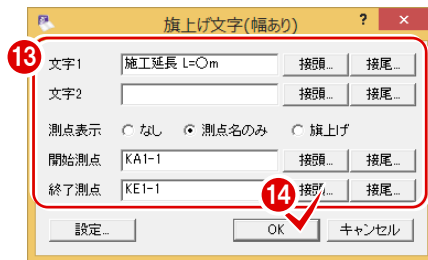 旗上げ文字(幅あり)
? ×
13
文字1 施工延長 L=〇m 接頭... 接尾...
文字2 接頭... 接尾...
測点表示 なし 測点名のみ 旗上げ
開始測点 KA1-1 接頭... 接尾...
終了測点 KE1-1 接頭... 接尾...
14
設定... OK キャンセル